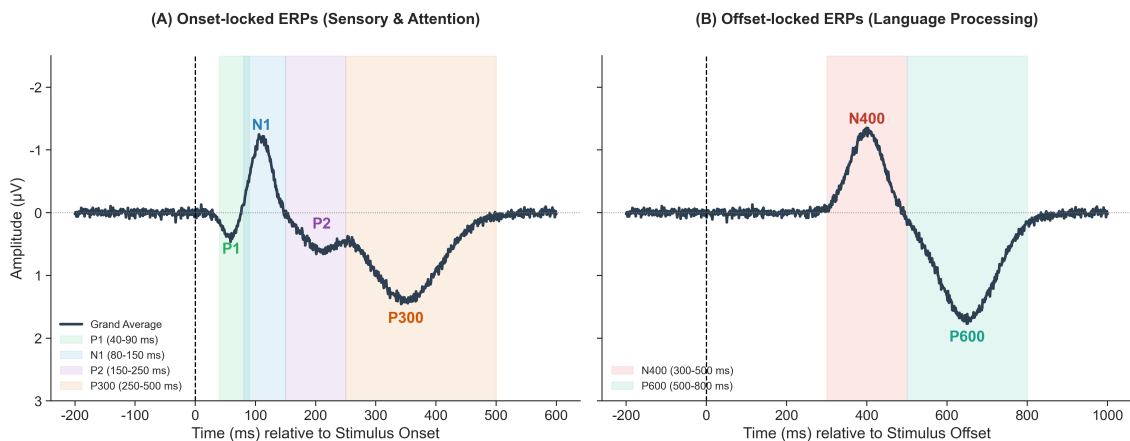 (A) Onset-locked ERPs (Sensory & Attention)
-2
-1
0
1
2
3
Amplitude (µV)
N1
P2
P1
P300
Grand Average
P1 (40-90 ms)
N1 (80-150 ms)
P2 (150-250 ms)
P300 (250-500 ms)
-200 -100 0 100 200 300 400 500 600
Time (ms) relative to Stimulus Onset
(B) Offset-locked ERPs (Language Processing)
N400
P600
N400 (300-500 ms)
P600 (500-800 ms)
-200 0 200 400 600 800 1000
Time (ms) relative to Stimulus Offset